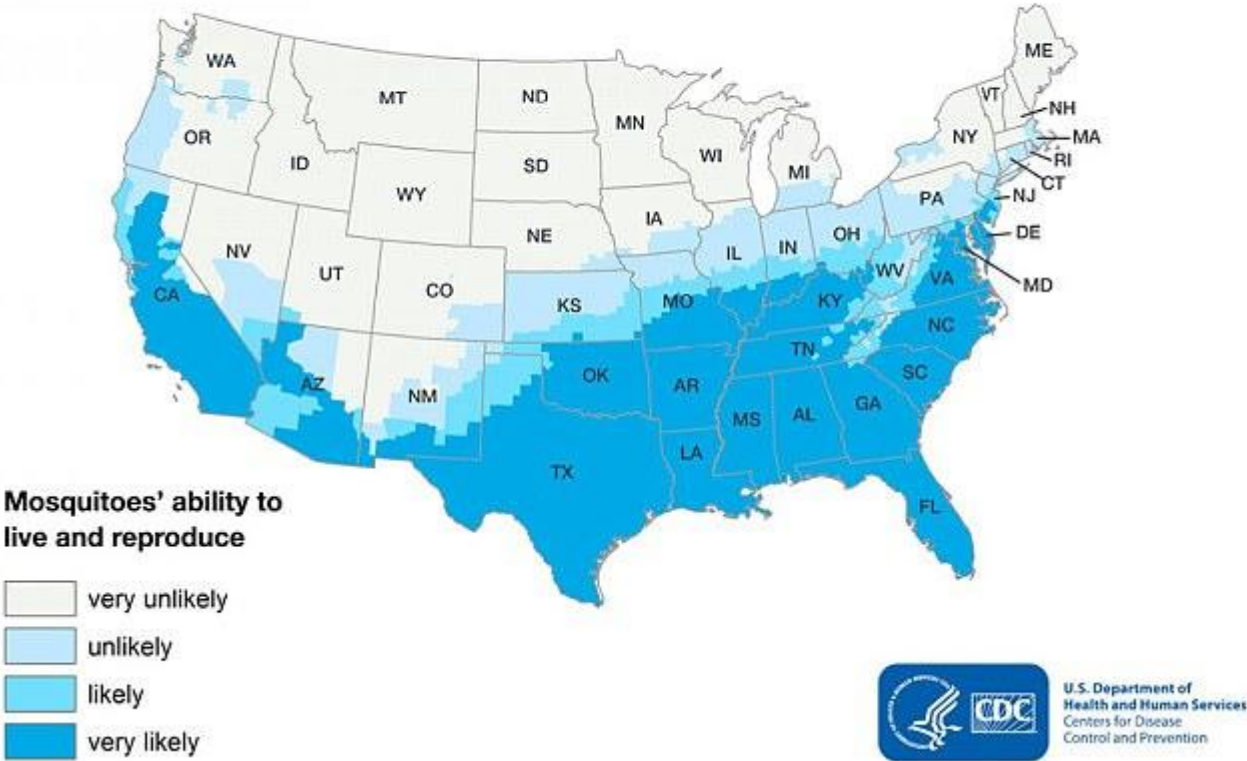 WA
ME
MT
ND
VT
MN
NH
OR
NY
MA
ID
SD
WI
MI
RI
WY
CT
IA
PA
NJ
NE
OH
DE
NV
IL
IN
UT
WV
CO
VA
MD
CA
KS
MO
KY
NC
TN
OK
AR
SC
AZ
NM
GA
MS
AL
LA
TX
FL
Mosquitoes’ ability to
live and reproduce
very unlikely
unlikely
likely
very likely
CDC
U.S. Department of
Health and Human Services
Centers for Disease
Control and Prevention